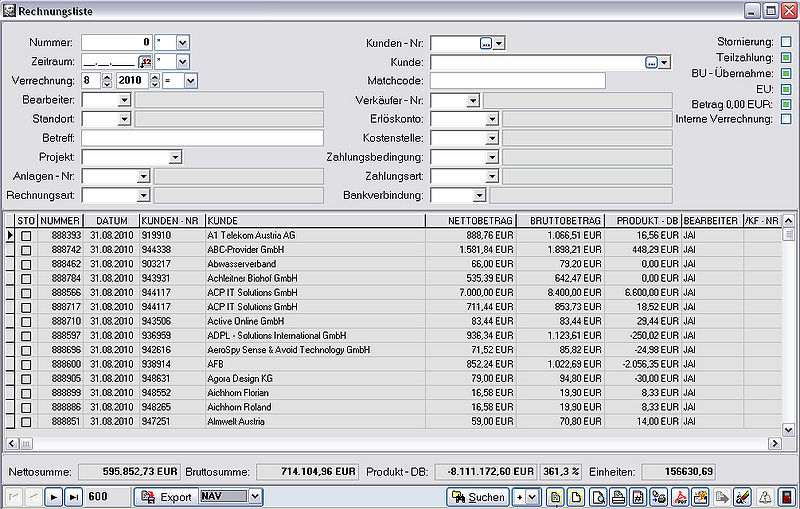 Rechnungsliste
Nummer: 0 *
Zeitraum: __.__.____ *
Verrechnung: 8 2010 =
Bearbeiter:
Standort:
Betreff:
Projekt:
Anlagen - Nr:
Rechnungsart:
Kunden - Nr:
Kunde:
Matchcode:
Verkäufer - Nr:
Erlöskonto:
Kostenstelle:
Zahlungsbedingung:
Zahlungsart:
Bankverbindung:
Stornierung:
Teilzahlung:
BU - Übernahme:
EU:
Betrag 0,00 EUR:
Interne Verrechnung:
STO NUMMER DATUM KUNDEN - NR KUNDE NETTOBETRAG BRUTTOBETRAG PRODUKT - DB BEARBEITER /KF - NR
888393 31.08.2010 919910 A1 Telekom Austria AG 888,76 EUR 1.066,51 EUR 16,56 EUR JAI
888742 31.08.2010 944338 ABC-Provider GmbH 1.581,84 EUR 1.898,21 EUR 448,29 EUR JAI
888462 31.08.2010 903217 Abwasserverband 66,00 EUR 79,20 EUR 0,00 EUR JAI
888784 31.08.2010 943931 Achleitner Biohof GmbH 535,39 EUR 642,47 EUR 0,00 EUR JAI
888566 31.08.2010 944117 ACP IT Solutions GmbH 7.000,00 EUR 8.400,00 EUR 6.600,00 EUR JAI
888717 31.08.2010 944117 ACP IT Solutions GmbH 711,44 EUR 853,73 EUR 18,52 EUR JAI
888710 31.08.2010 943506 Active Online GmbH 83,44 EUR 83,44 EUR 29,44 EUR JAI
888597 31.08.2010 936959 ADPL - Solutions International GmbH 936,34 EUR 1.123,61 EUR -250,02 EUR JAI
888696 31.08.2010 942616 AeroSpy Sense & Avoid Technology GmbH 71,52 EUR 85,82 EUR -24,98 EUR JAI
888600 31.08.2010 938914 AFB 852,24 EUR 1.022,69 EUR -2.056,35 EUR JAI
888905 31.08.2010 948631 Agora Design KG 79,00 EUR 94,80 EUR -30,00 EUR JAI
888899 31.08.2010 948552 Aichhorn Florian 16,58 EUR 19,90 EUR 8,33 EUR JAI
888886 31.08.2010 948265 Aichhorn Roland 16,58 EUR 19,90 EUR 8,33 EUR JAI
888851 31.08.2010 947251 Almwelt Austria 59,00 EUR 70,80 EUR 14,00 EUR JAI
Nettosumme: 595.852,73 EUR Bruttosumme: 714.104,96 EUR Produkt - DB: -8.111.172,60 EUR 361,3 % Einheiten: 156630,69
600 Export NAV Suchen +